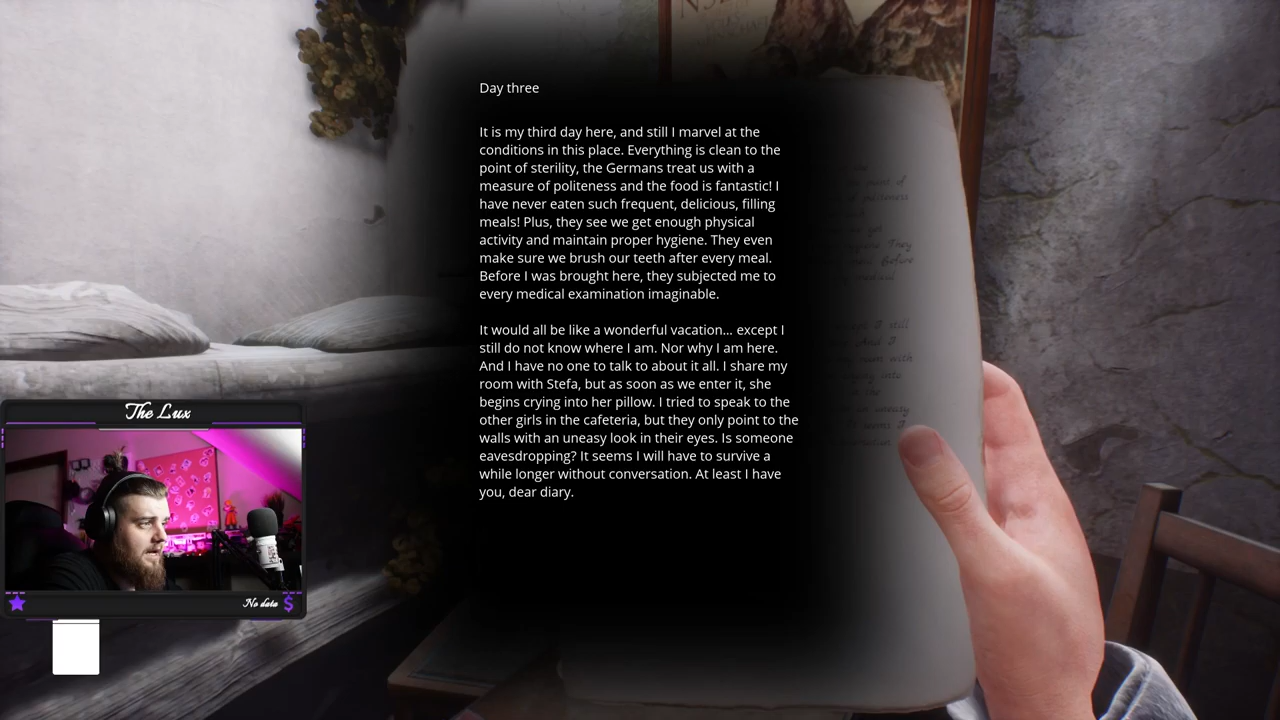 Day three
It is my third day here, and still I marvel at the
conditions in this place. Everything is clean to the
point of sterility, the Germans treat us with a
measure of politeness and the food is fantastic! I
have never eaten such frequent, delicious, filling
meals! Plus, they see we get enough physical
activity and maintain proper hygiene. They even
make sure we brush our teeth after every meal.
Before I was brought here, they subjected me to
every medical examination imaginable.
It would all be like a wonderful vacation... except I
still do not know where I am. Nor why I am here.
And I have no one to talk to about it all. I share my
room with Stefa, but as soon as we enter it, she
begins crying into her pillow. I tried to speak to the
other girls in the cafeteria, but they only point to the
walls with an uneasy look in their eyes. Is someone
eavesdropping? It seems I will have to survive a
while longer without conversation. At least I have
you, dear diary.
The Lux
No data $